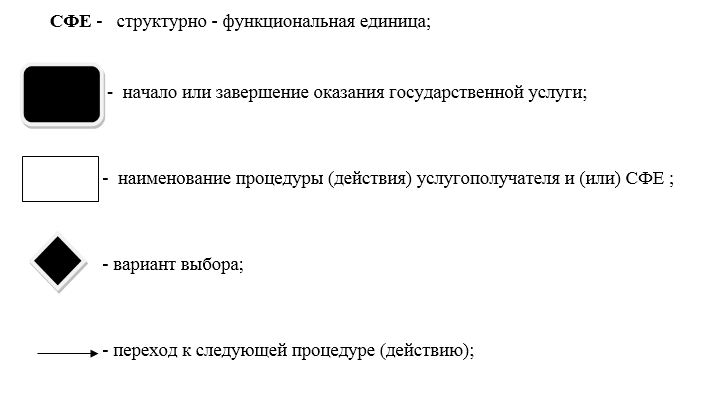 СФЕ - структурно - функциональная единица;
- начало или завершение оказания государственной услуги;
- наименование процедуры (действия) услугополучателя и (или) СФЕ ;
- вариант выбора;
- переход к следующей процедуре (действию);